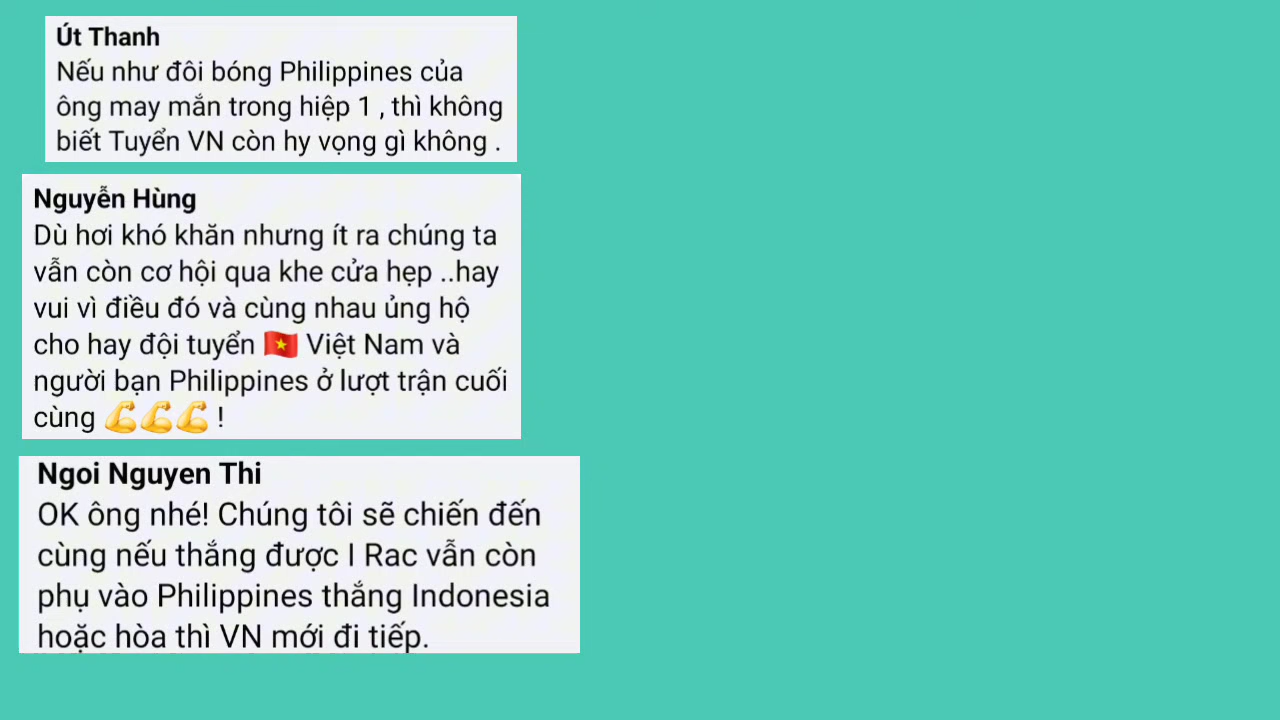 Út Thanh
Nếu như đôi bóng Philippines của
ông may mắn trong hiệp 1 , thì không
biết Tuyển VN còn hy vọng gì không .
Nguyễn Hùng
Dù hơi khó khăn nhưng ít ra chúng ta
vẫn còn cơ hội qua khe cửa hẹp ..hay
vui vì điều đó và cùng nhau ủng hộ
cho hay đội tuyển 🇻🇳 Việt Nam và
người bạn Philippines ở lượt trận cuối
cùng 💪💪💪 !
Ngoi Nguyen Thi
OK ông nhé! Chúng tôi sẽ chiến đến
cùng nếu thắng được I Rac vẫn còn
phụ vào Philippines thắng Indonesia
hoặc hòa thì VN mới đi tiếp.